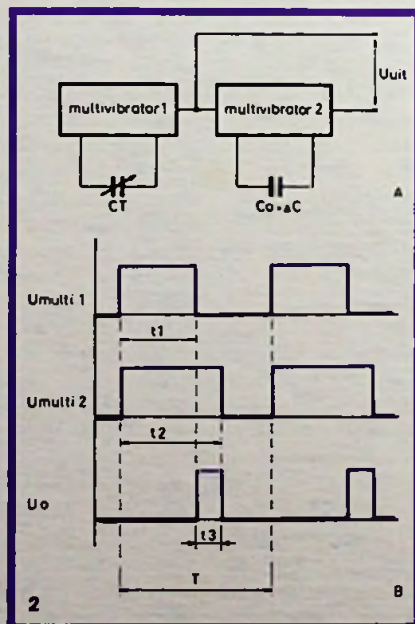 Uuit
multivibrator 1 multivibrator 2
CT Co+ΔC
A
Umulti 1
t1
Umulti 2
t2
Uo
t3
T
2 B